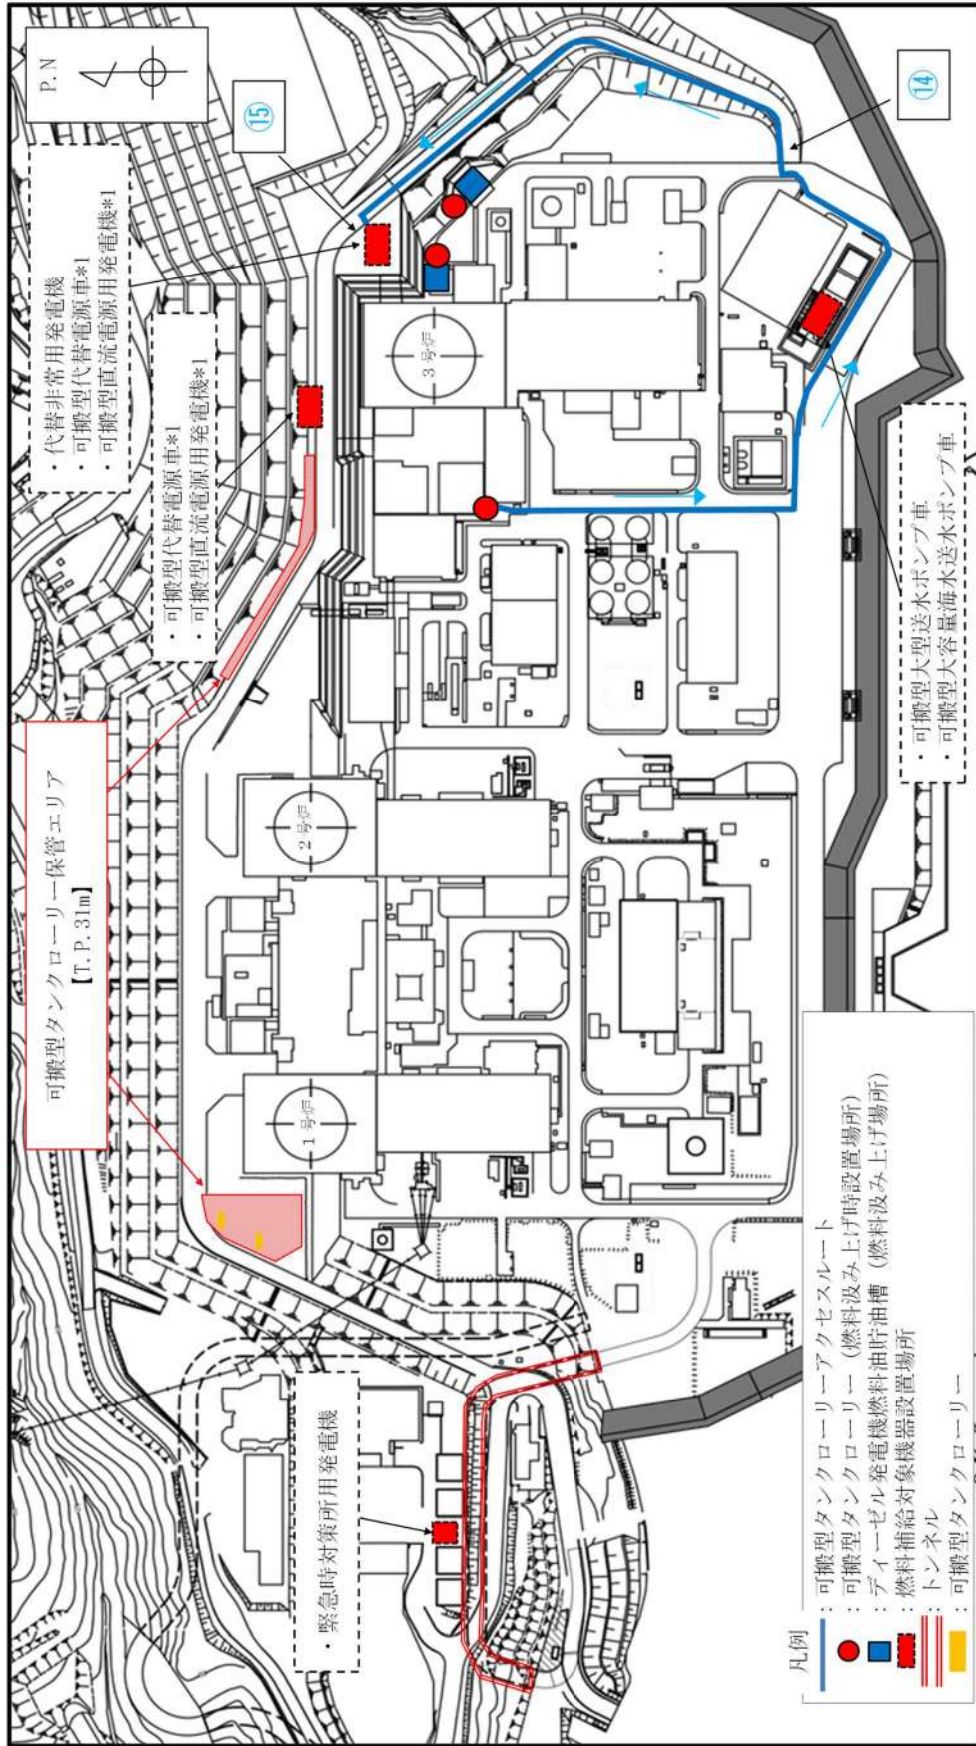 P.N
⑮
⑭
・代替非常用発電機
・可搬型代替電源車*1
・可搬型直流電源用発電機*1
・可搬型代替電源車*1
・可搬型直流電源用発電機*1
可搬型タンクローリー保管エリア
【T.P.31m】
3号炉
2号炉
1号炉
・緊急時対策所用発電機
・可搬型大型送水ポンプ車
・可搬型大容量海水送水ポンプ車
凡例
：可搬型タンクローリーアクセスルート
：可搬型タンクローリー（燃料汲み上げ時設置場所）
：ディーゼル発電機燃料油貯油槽（燃料汲み上げ場所）
：燃料補給対象機器設置場所
：トンネル
：可搬型タンクローリー